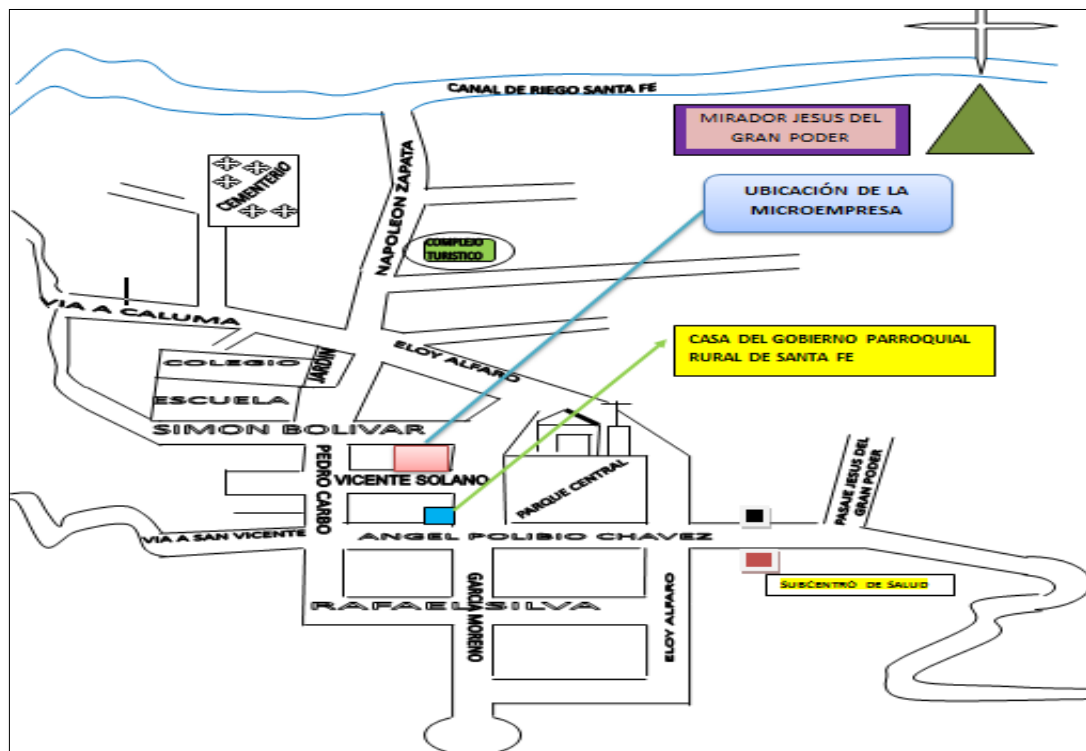 CANAL DE RIEGO SANTA FE
MIRADOR JESUS DEL
GRAN PODER
CEMENTERIO
NAPOLEON ZAPATA
UBICACIÓN DE LA
MICROEMPRESA
COMPLEJO
TURISTICO
VIA A CALUMA
ELOY ALFARO
CASA DEL GOBIERNO PARROQUIAL
RURAL DE SANTA FE
COLEGIO
JARDIN
ESCUELA
SIMON BOLIVAR
PEDRO CARBO
VICENTE SOLANO
PARQUE CENTRAL
PASAJE JESUS DEL
GRAN PODER
VIA A SAN VICENTE
ANGEL POLIBIO CHAVEZ
SUBCENTRO DE SALUD
RAFAEL SILVA
GARCIA MORENO
ELOY ALFARO